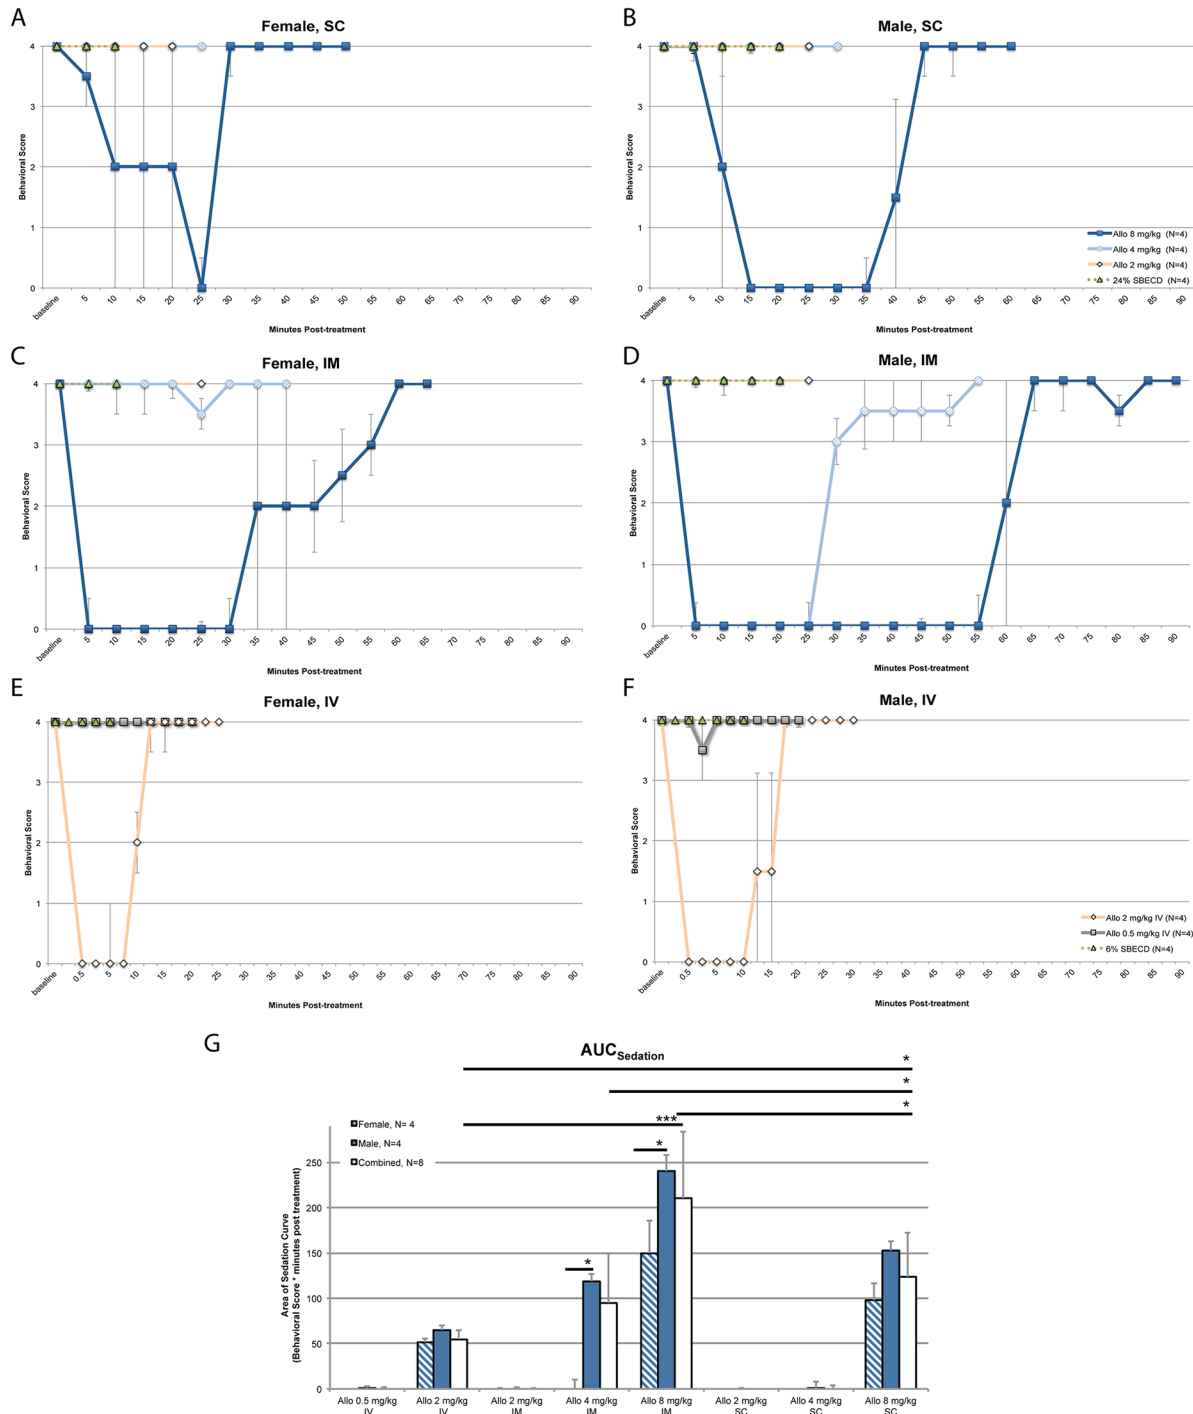 A
Female, SC
4
3
2
1
0
Behavioral Score
baseline 5 10 15 20 25 30 35 40 45 50 55 60 65 70 75 80 85 90
Minutes Post-treatment
B
Male, SC
4
3
2
1
0
Behavioral Score
Allo 8 mg/kg (N=4)
Allo 4 mg/kg (N=4)
Allo 2 mg/kg (N=4)
24% SBECD (N=4)
baseline 5 10 15 20 25 30 35 40 45 50 55 60 65 70 75 80 85 90
Minutes Post-treatment
C
Female, IM
4
3
2
1
0
Behavioral Score
baseline 5 10 15 20 25 30 35 40 45 50 55 60 65 70 75 80 85 90
Minutes Post-treatment
D
Male, IM
4
3
2
1
0
Behavioral Score
baseline 5 10 15 20 25 30 35 40 45 50 55 60 65 70 75 80 85 90
Minutes Post-treatment
E
Female, IV
4
3
2
1
0
Behavioral Score
baseline 0.5 5 10 15 20 25 30 35 40 45 50 55 60 65 70 75 80 85 90
Minutes Post-treatment
F
Male, IV
4
3
2
1
0
Behavioral Score
Allo 2 mg/kg IV (N=4)
Allo 0.5 mg/kg IV (N=4)
6% SBECD (N=4)
baseline 0.5 5 10 15 20 25 30 35 40 45 50 55 60 65 70 75 80 85 90
Minutes Post-treatment
G
AUC Sedation
*
*
*
***
*
*
Female, N= 4
Male, N=4
Combined, N=8
250
200
150
100
50
0
Area of Sedation Curve
(Behavioral Score * minutes post treatment)
Allo 0.5 mg/kg IV
Allo 2 mg/kg IV
Allo 2 mg/kg IM
Allo 4 mg/kg IM
Allo 8 mg/kg IM
Allo 2 mg/kg SC
Allo 4 mg/kg SC
Allo 8 mg/kg SC